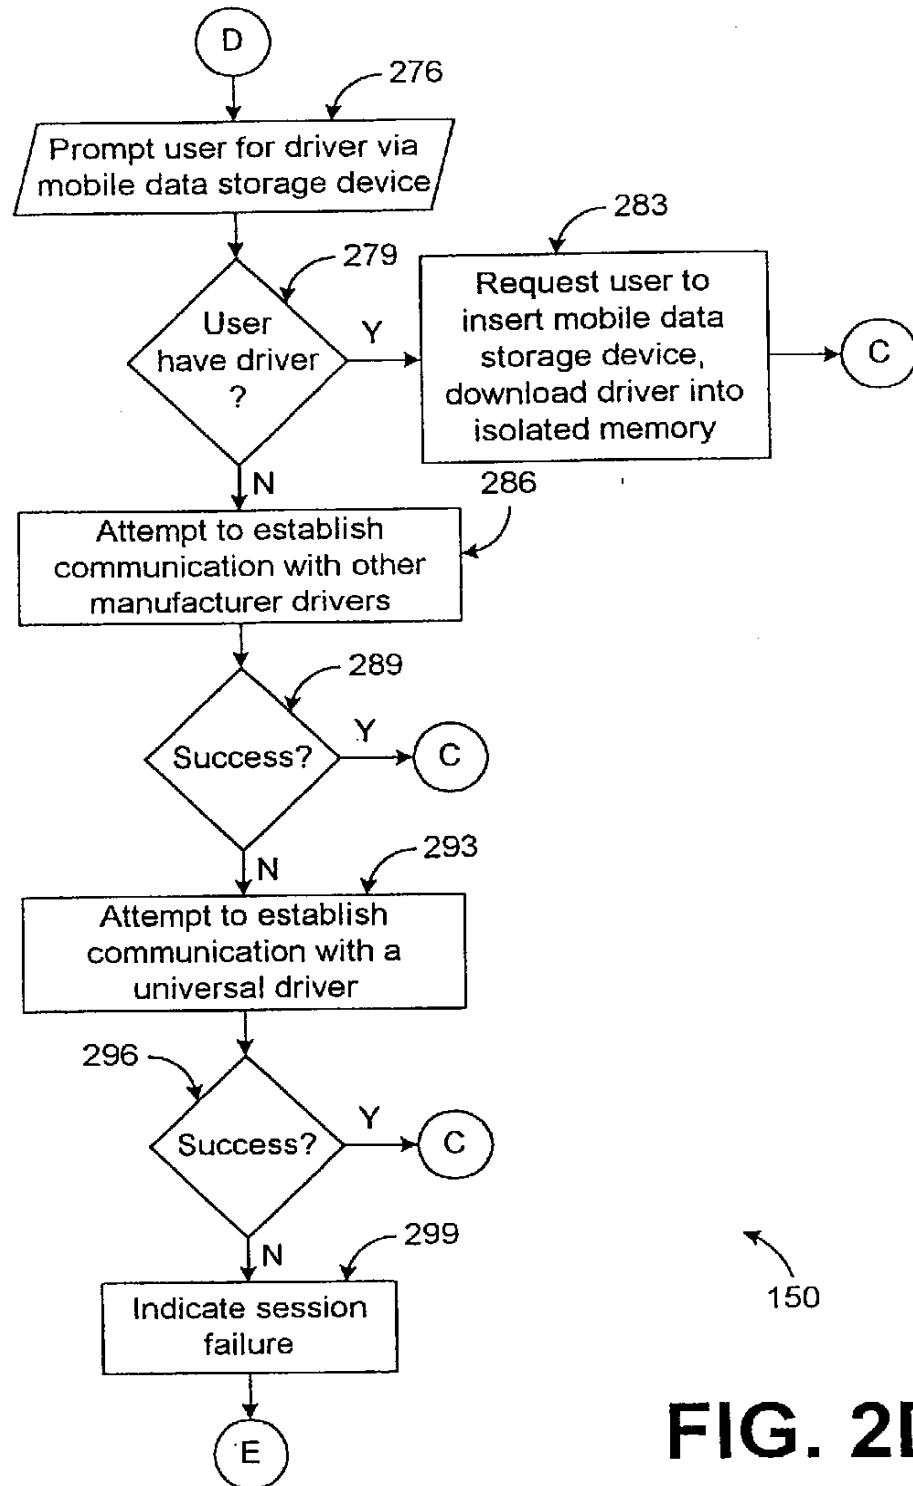 D
276
Prompt user for driver via
mobile data storage device
279
283
User
have driver
?
Y
Request user to
insert mobile data
storage device,
download driver into
isolated memory
C
N
286
Attempt to establish
communication with other
manufacturer drivers
289
Success?
Y
C
N
293
Attempt to establish
communication with a
universal driver
296
Success?
Y
C
N
299
Indicate session
failure
150
E
FIG. 2D